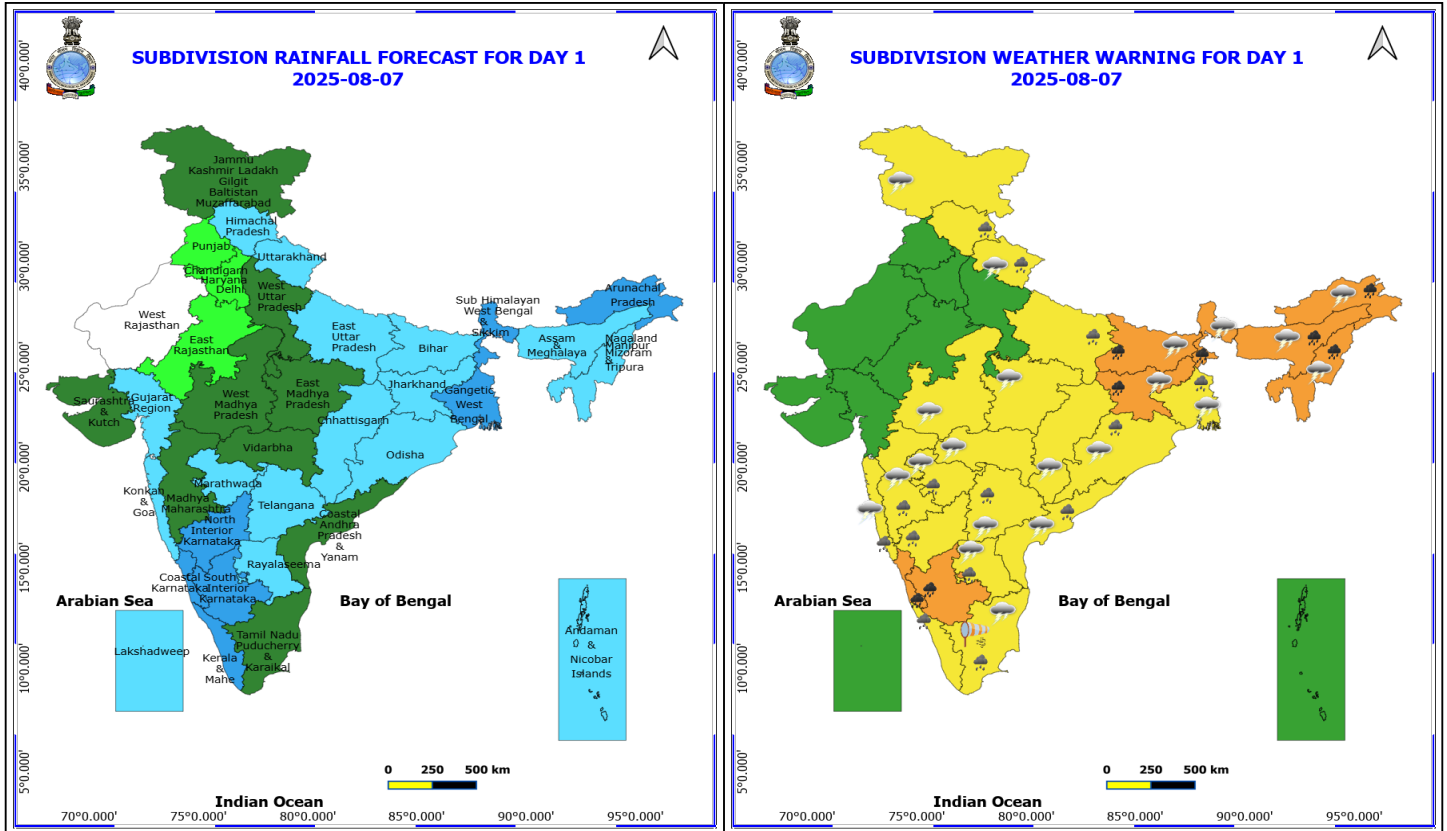 SUBDIVISION RAINFALL FORECAST FOR DAY 1
2025-08-07
40°0.000'
35°0.000'
30°0.000'
25°0.000'
20°0.000'
15°0.000'
10°0.000'
5°0.000'
Jammu
Kashmir Ladakh
Gilgit
Baltistan
Muzaffarabad
Himachal
Pradesh
Punjab
Uttarakhand
Chandigarh
Haryana
Delhi
West
Uttar
Pradesh
West
Rajasthan
East
Rajasthan
East
Uttar
Pradesh
Bihar
Sub Himalayan
West Bengal
&
Sikkim
Arunachal
Pradesh
Assam
&
Meghalaya
Nagaland
Manipur
Mizoram
&
Tripura
Saurashtra
&
Kutch
Gujarat
Region
West
Madhya
Pradesh
East
Madhya
Pradesh
Jharkhand
Gangetic
West
Bengal
Chhattisgarh
Vidarbha
Odisha
Konkan
&
Goa
Madhya
Maharashtra
Marathwada
Telangana
North
Interior
Karnataka
Coastal
Andhra
Pradesh
&
Yanam
Rayalaseema
Coastal
Karnataka
South
Interior
Karnataka
Arabian Sea
Bay of Bengal
Lakshadweep
Kerala
&
Mahe
Tamil Nadu
Puducherry
&
Karaikal
Andaman
&
Nicobar
Islands
0 250 500 km
Indian Ocean
70°0.000' 75°0.000' 80°0.000' 85°0.000' 90°0.000' 95°0.000'
SUBDIVISION WEATHER WARNING FOR DAY 1
2025-08-07
40°0.000'
35°0.000'
30°0.000'
25°0.000'
20°0.000'
15°0.000'
10°0.000'
5°0.000'
Arabian Sea
Bay of Bengal
0 250 500 km
Indian Ocean
70°0.000' 75°0.000' 80°0.000' 85°0.000' 90°0.000' 95°0.000'